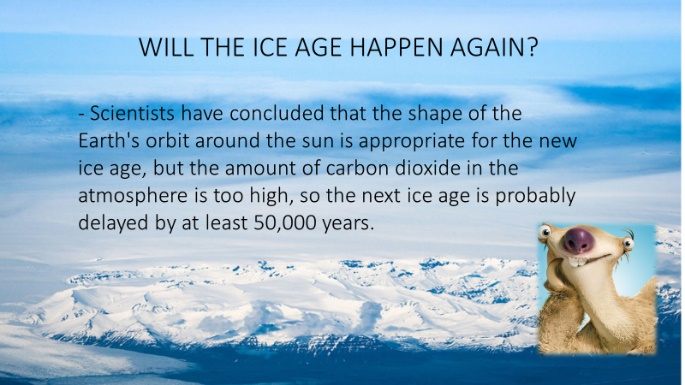 WILL THE ICE AGE HAPPEN AGAIN?
- Scientists have concluded that the shape of the
Earth's orbit around the sun is appropriate for the new
ice age, but the amount of carbon dioxide in the
atmosphere is too high, so the next ice age is probably
delayed by at least 50,000 years.